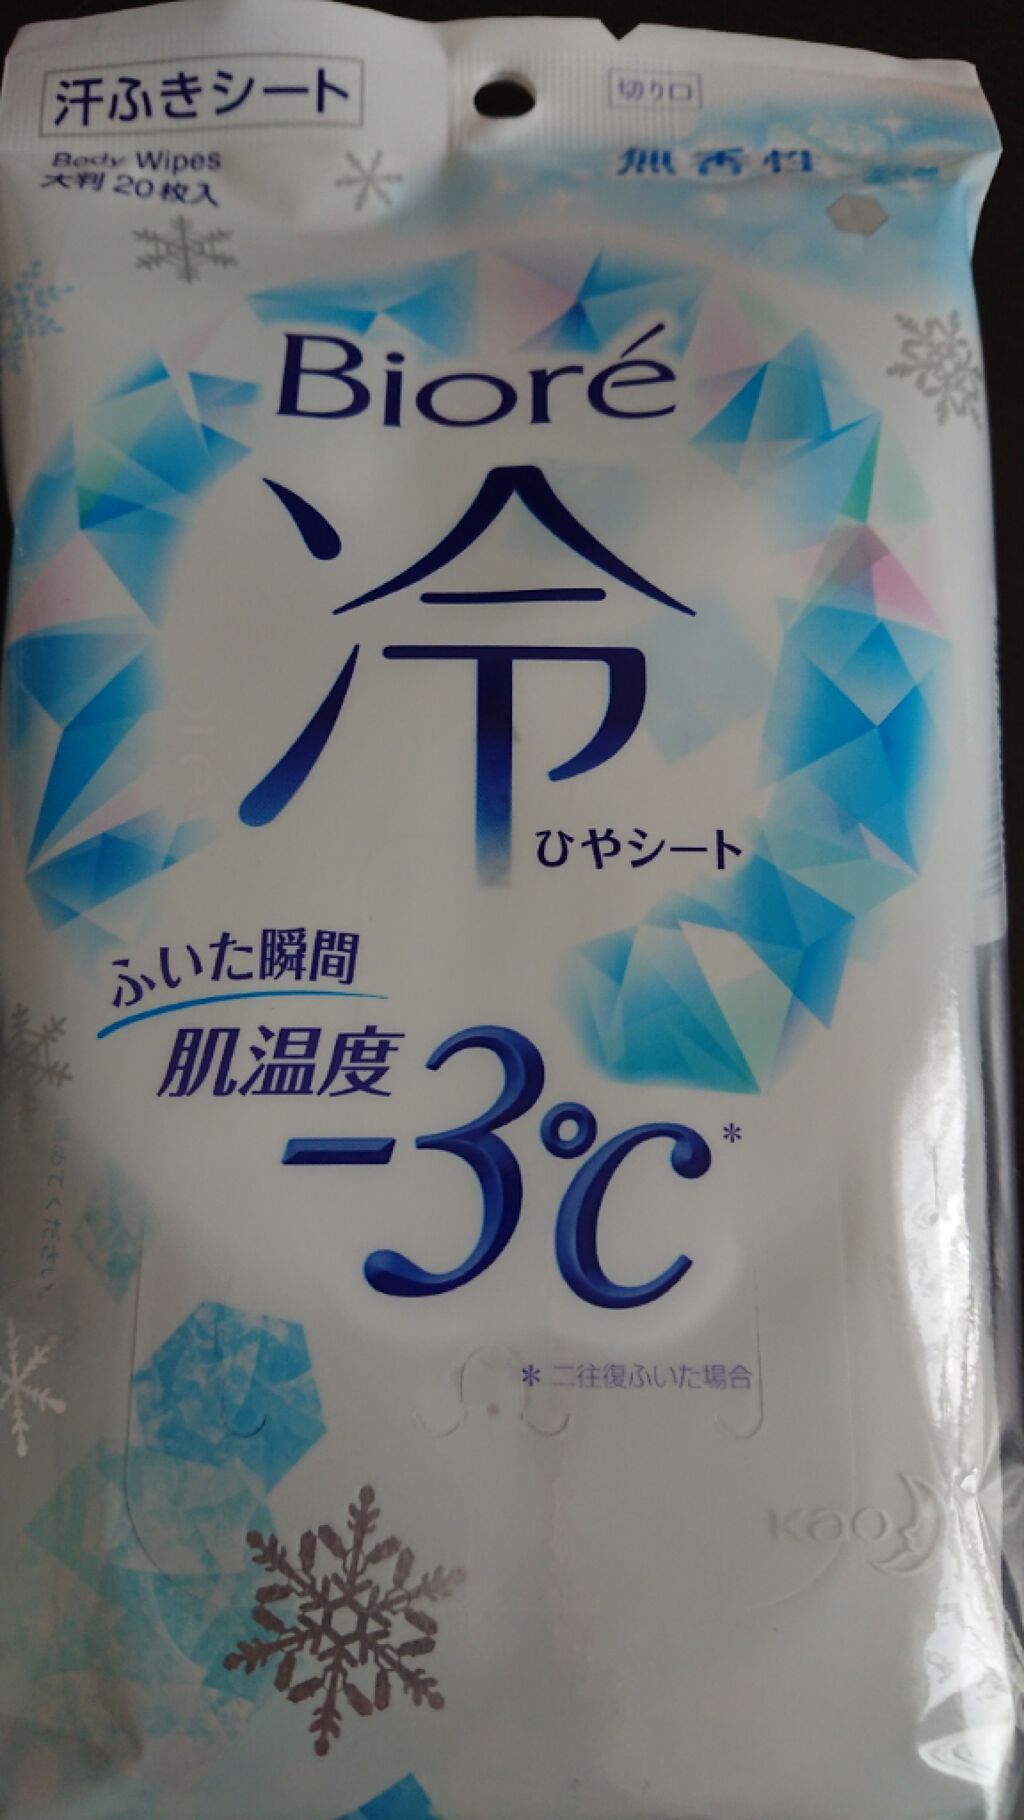 汗ふきシート
切り口
Body Wipes
大判 20枚入
無香性
Bioré
冷
ひやシート
ふいた瞬間
肌温度
-3℃*
* 二往復ふいた場合
Kao